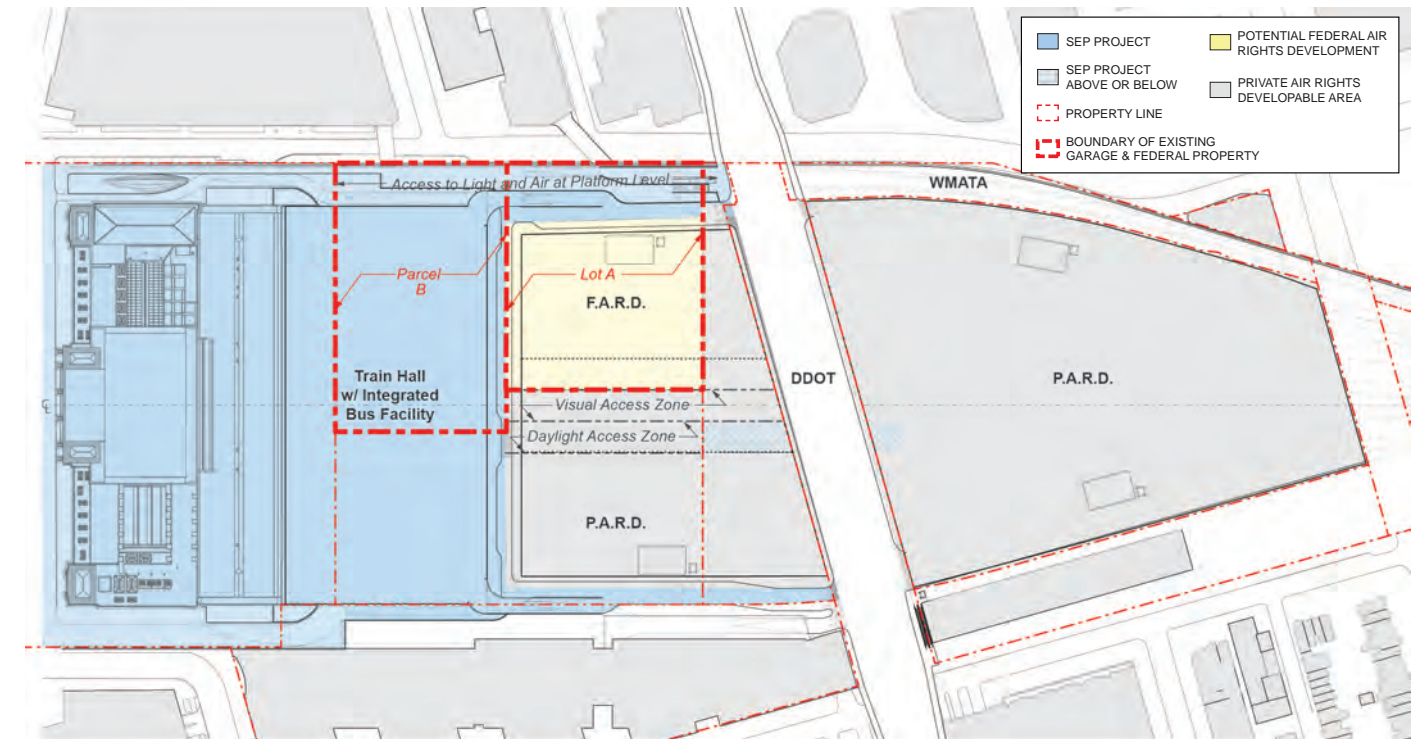 SEP PROJECT
SEP PROJECT
ABOVE OR BELOW
PROPERTY LINE
BOUNDARY OF EXISTING
GARAGE & FEDERAL PROPERTY
POTENTIAL FEDERAL AIR
RIGHTS DEVELOPMENT
PRIVATE AIR RIGHTS
DEVELOPABLE AREA
Access to Light and Air at Platform Level
WMATA
Parcel
B
Lot A
F.A.R.D.
Train Hall
w/ Integrated
Bus Facility
DDOT
P.A.R.D.
Visual Access Zone
Daylight Access Zone
P.A.R.D.